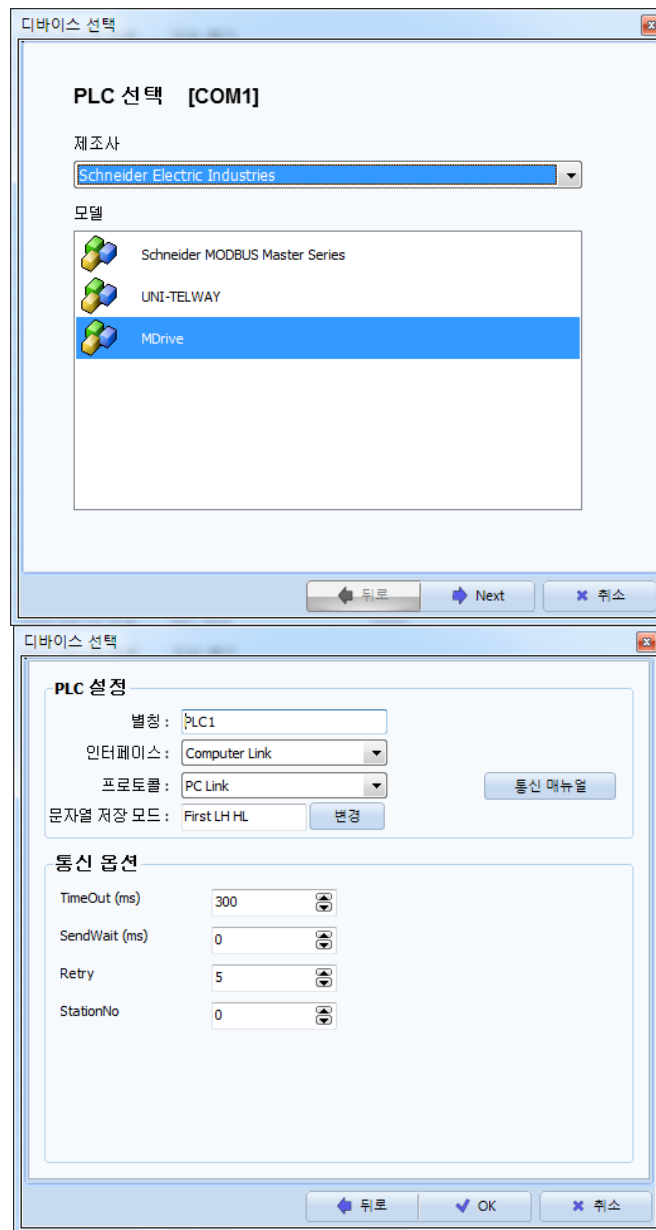 디바이스 선택
PLC 선택 [COM1]
제조사
Schneider Electric Industries
모델
Schneider MODBUS Master Series
UNI-TELWAY
MDrive
뒤로 Next 취소
디바이스 선택
PLC 설정
별칭 : PLC1
인터페이스 : Computer Link
프로토콜 : PC Link 통신 매뉴얼
문자열 저장 모드 : First LH HL 변경
통신 옵션
TimeOut (ms) 300
SendWait (ms) 0
Retry 5
StationNo 0
뒤로 OK 취소